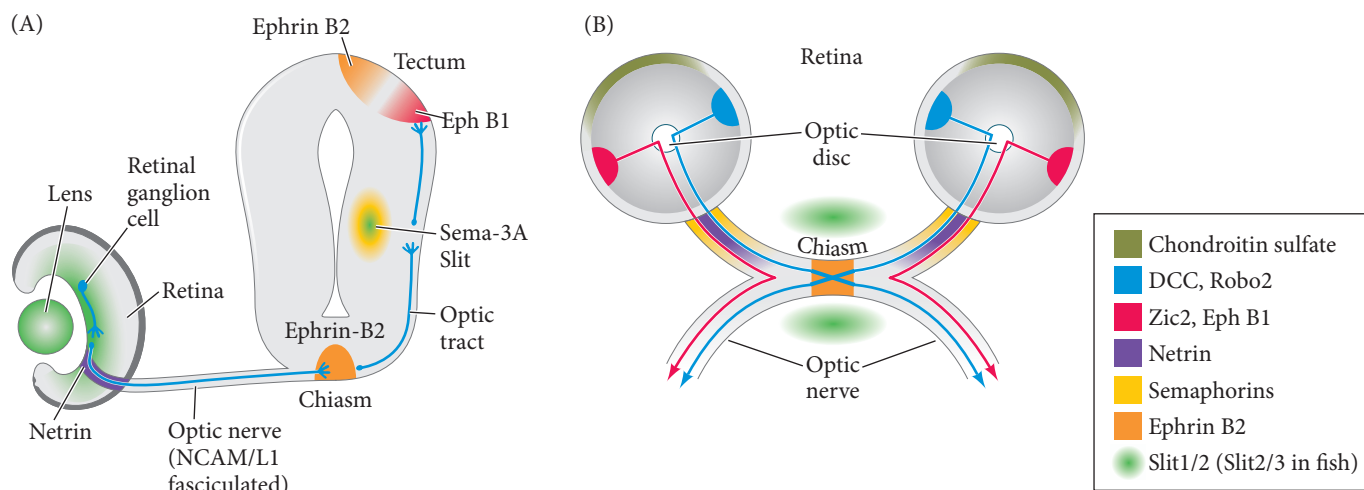 (A)
Ephrin B2
Tectum
Eph B1
Retinal
ganglion
cell
Lens
Sema-3A
Slit
Retina
Ephrin-B2
Optic
tract
Chiasm
Netrin
Optic nerve
(NCAM/L1
fasciculated)
(B)
Retina
Optic
disc
Chiasm
Optic
nerve
Chondroitin sulfate
DCC, Robo2
Zic2, Eph B1
Netrin
Semaphorins
Ephrin B2
Slit1/2 (Slit2/3 in fish)